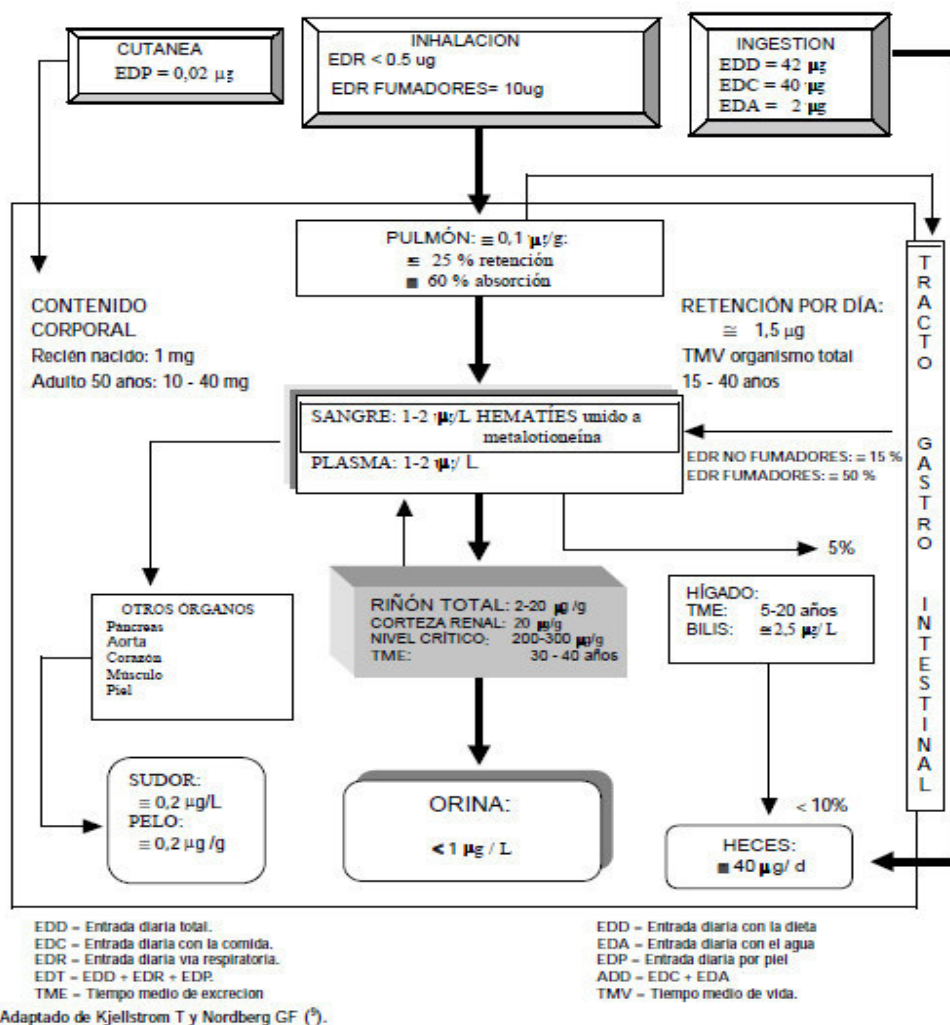 CUTANEA
EDP = 0,02 µg
INHALACION
EDR < 0.5 ug
EDR FUMADORES= 10ug
INGESTION
EDD = 42 µg
EDC = 40 µg
EDA = 2 µg
PULMÓN: ≅ 0,1 µg/g:
≅ 25 % retención
≅ 60 % absorción
CONTENIDO
CORPORAL
Recién nacido: 1 mg
Adulto 50 años: 10 - 40 mg
RETENCIÓN POR DÍA:
≅ 1,5 µg
TMV organismo total
15 - 40 años
TRACTO GASTRO INTESTINAL
SANGRE: 1-2 µg/L HEMATÍES unido a
metalotioneína
PLASMA: 1-2 µg/ L
EDR NO FUMADORES: ≅ 15 %
EDR FUMADORES: ≅ 50 %
5%
OTROS ÓRGANOS
Páncreas
Aorta
Corazón
Músculo
Piel
RIÑÓN TOTAL: 2-20 µg /g
CORTEZA RENAL: 20 µg/g
NIVEL CRÍTICO: 200-300 µg/g
TME: 30 - 40 años
HÍGADO:
TME: 5-20 años
BILIS: ≅ 2,5 µg/ L
SUDOR:
≅ 0,2 µg/L
PELO:
≅ 0,2 µg /g
ORINA:
< 1 µg / L
< 10%
HECES:
≅ 40 µg/ d
EDD = Entrada diaria total.
EDC = Entrada diaria con la comida.
EDR = Entrada diaria vía respiratoria.
EDT = EDD + EDR + EDP.
TME = Tiempo medio de excrecion
EDD = Entrada diaria con la dieta
EDA = Entrada diaria con el agua
EDP = Entrada diaria por piel
ADD = EDC + EDA
TMV = Tiempo medio de vida.
Adaptado de Kjellstrom T y Nordberg GF (⁹).